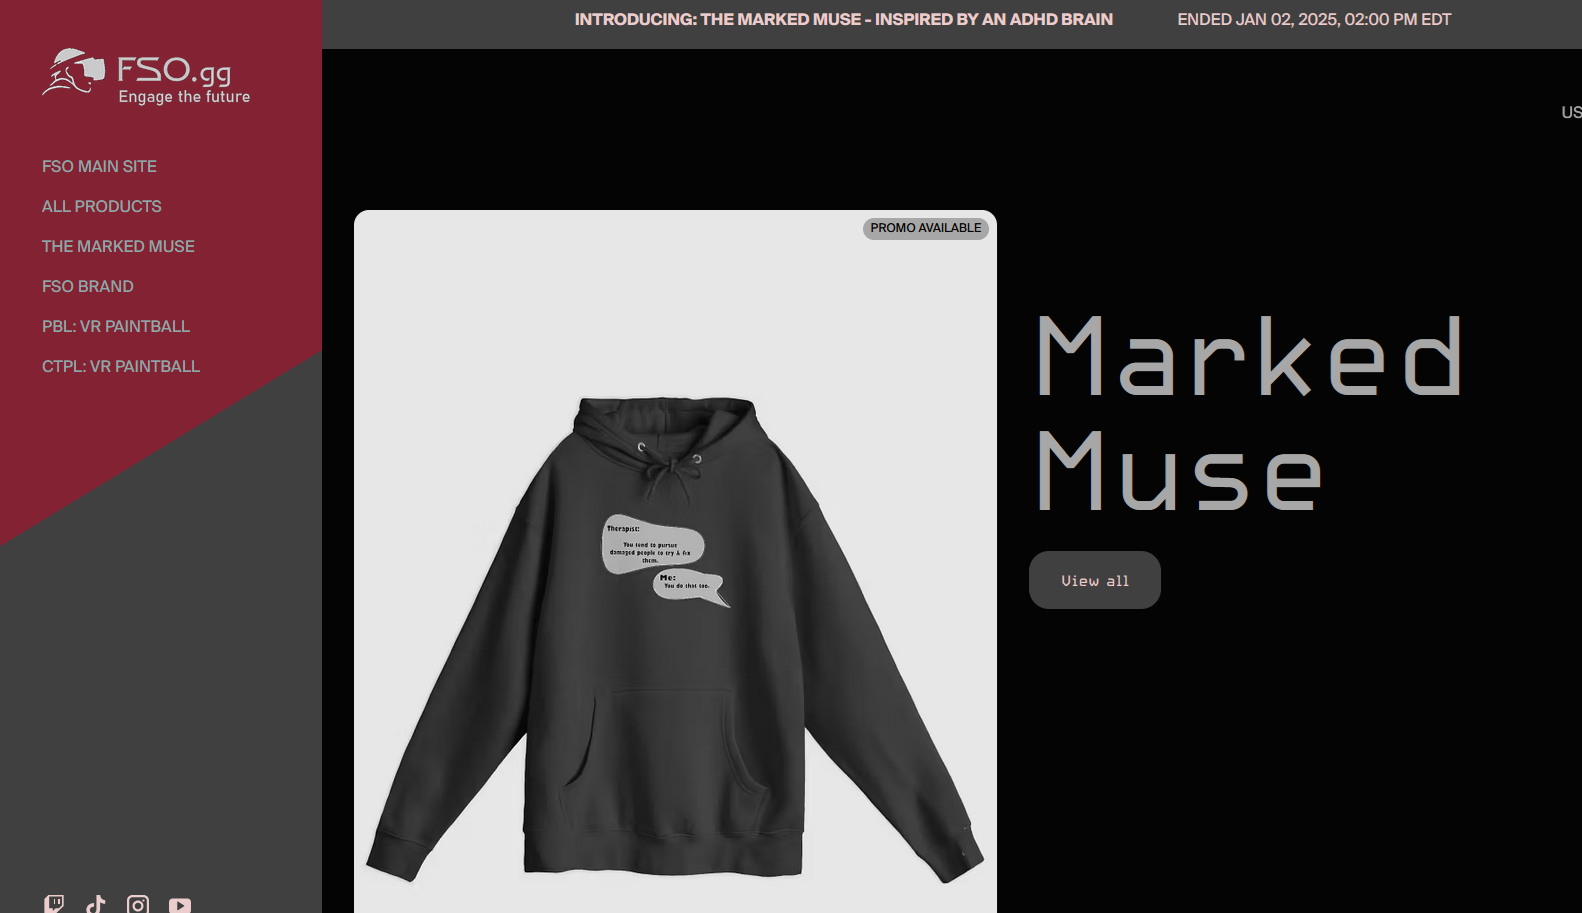 INTRODUCING: THE MARKED MUSE - INSPIRED BY AN ADHD BRAIN
ENDED JAN 02, 2025, 02:00 PM EDT
FSO.gg
Engage the future
US
FSO MAIN SITE
ALL PRODUCTS
THE MARKED MUSE
FSO BRAND
PBL: VR PAINTBALL
CTPL: VR PAINTBALL
PROMO AVAILABLE
Therapist:
You tend to pursue
damaged people to try & fix
them.
Me:
You do that too.
Marked
Muse
View all